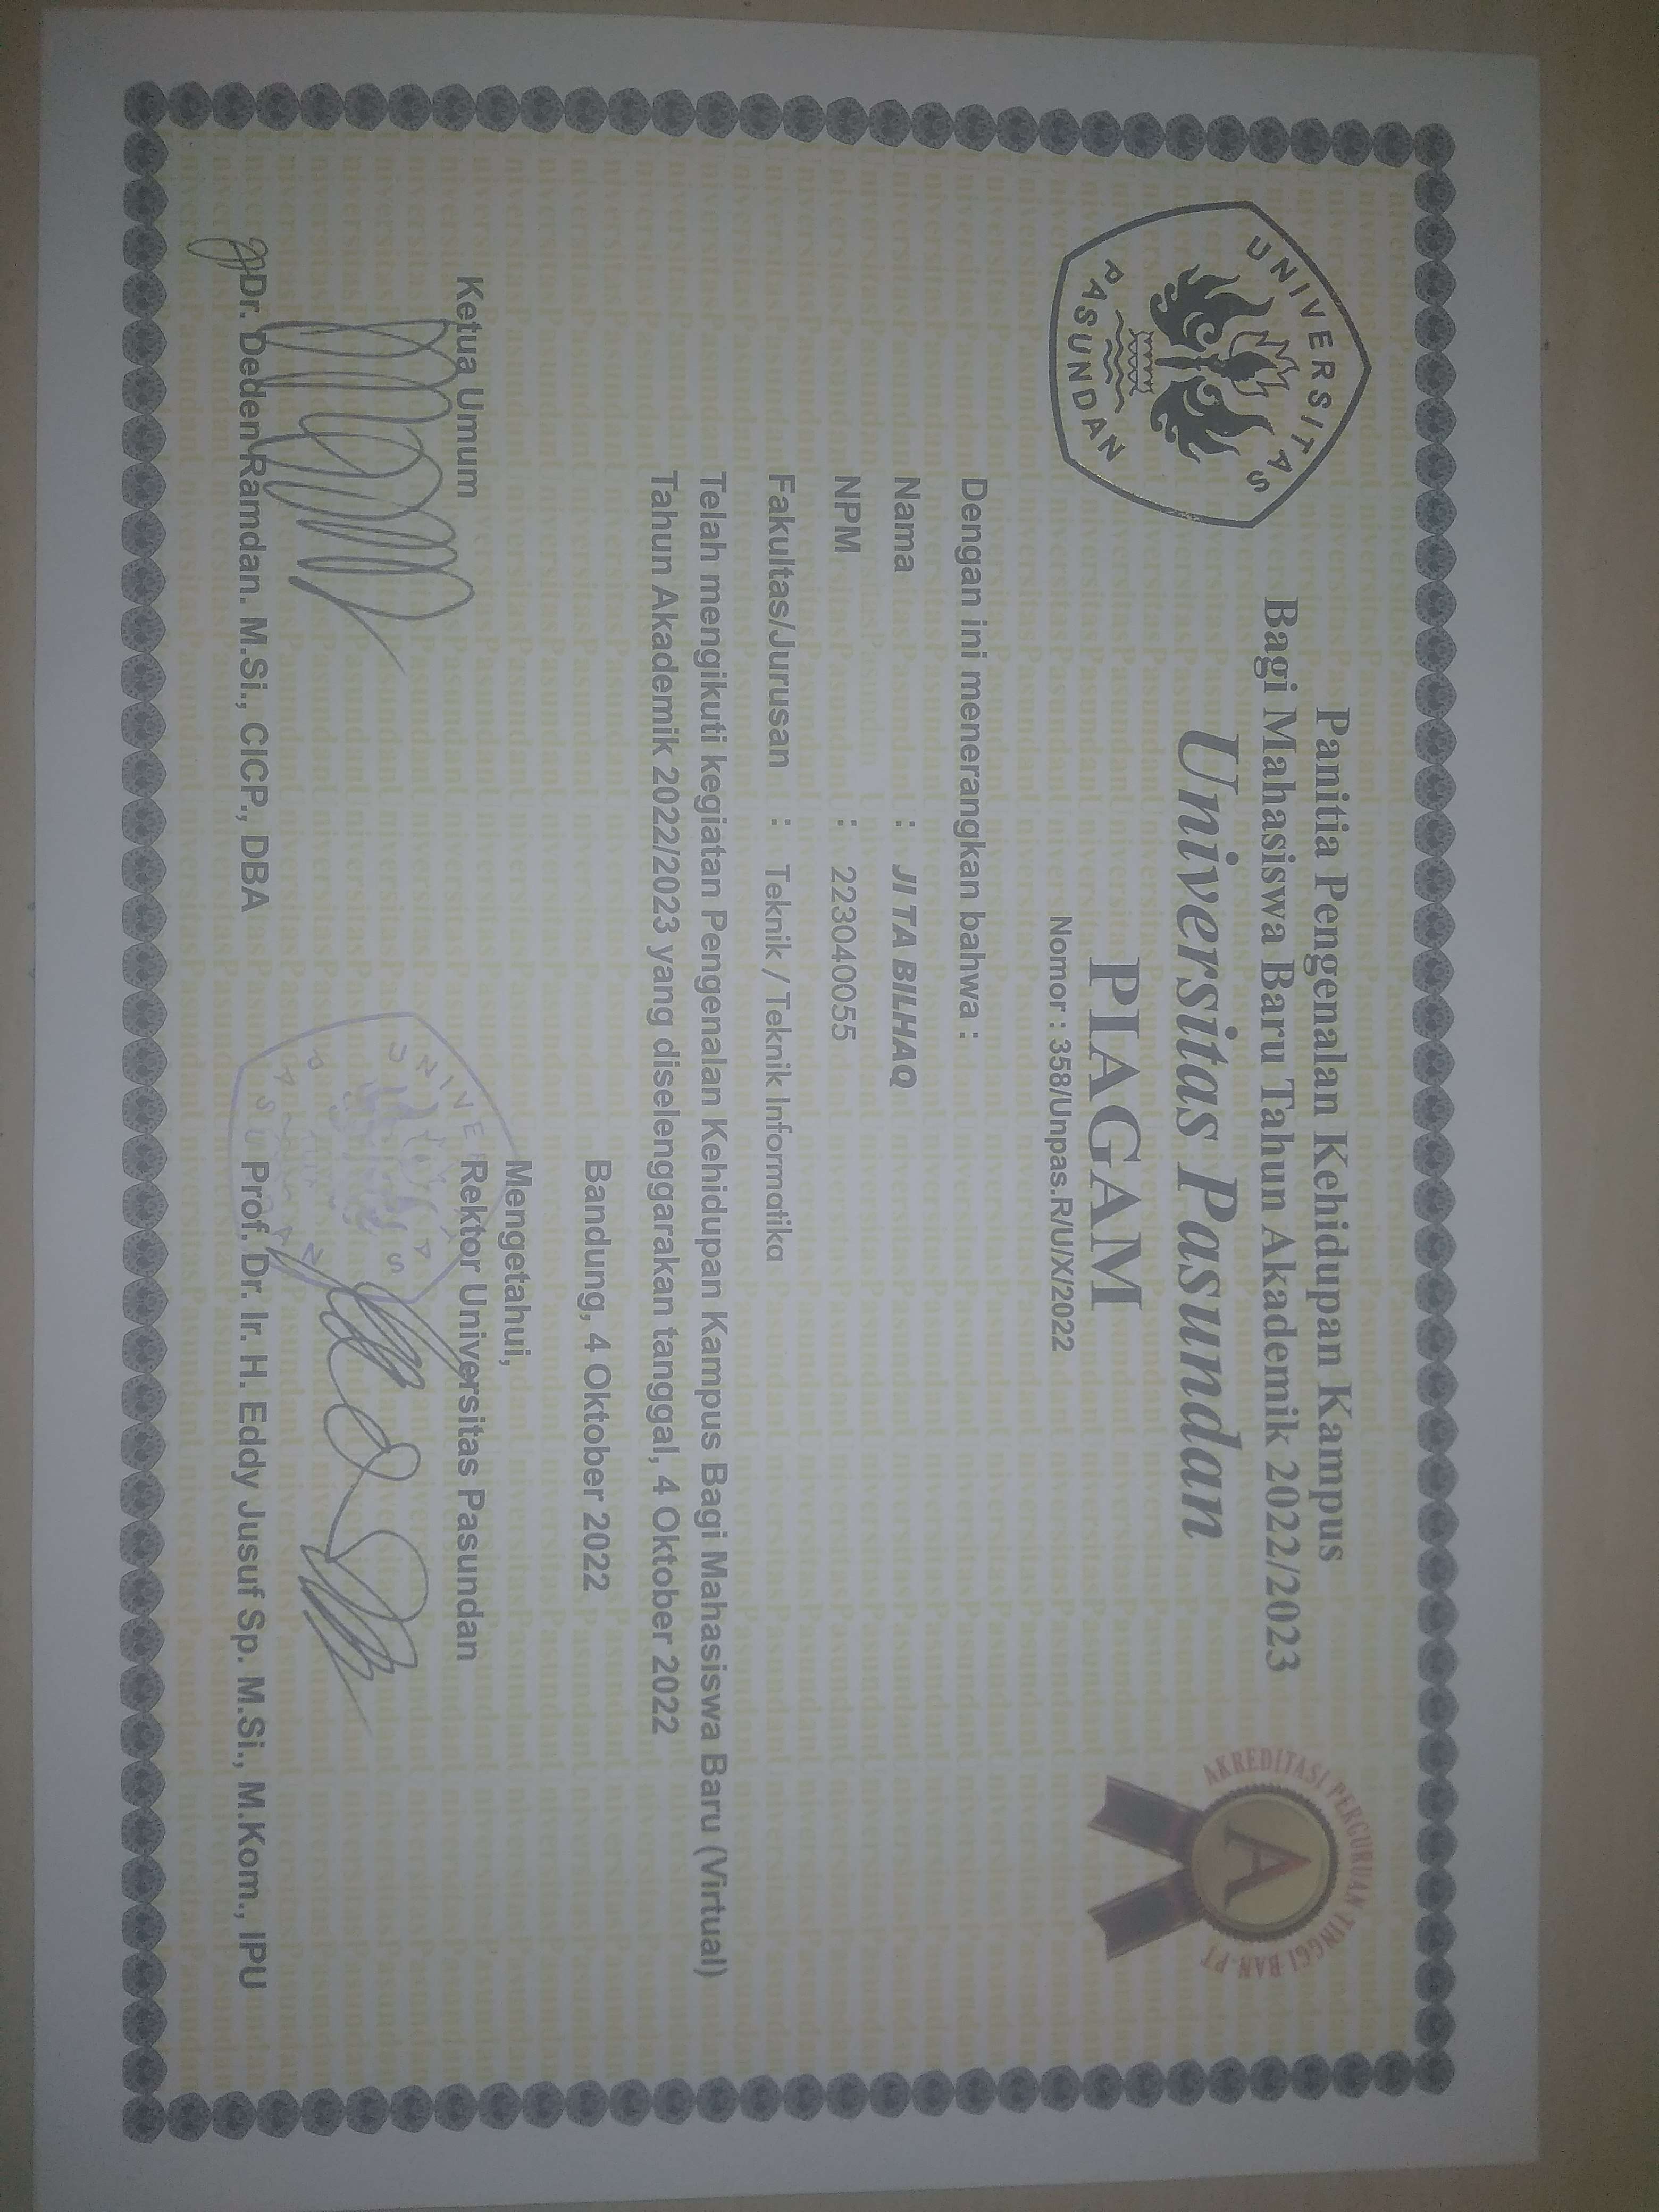 UNIVERSITAS
PASUNDAN
Panitia Pengenalan Kehidupan Kampus
Bagi Mahasiswa Baru Tahun Akademik 2022/2023
Universitas Pasundan
AKREDITASI PERGURUAN TINGGI BAN-PT
A
PIAGAM
Nomor : 358/Unpas.R/U/X/2022
Dengan ini menerangkan bahwa :
Nama : JI TA BILHAQ
NPM : 223040055
Fakultas/Jurusan : Teknik / Teknik Informatika
Telah mengikuti kegiatan Pengenalan Kehidupan Kampus Bagi Mahasiswa Baru (Virtual)
Tahun Akademik 2022/2023 yang diselenggarakan tanggal, 4 Oktober 2022
Bandung, 4 Oktober 2022
Mengetahui,
Ketua Umum
Rektor Universitas Pasundan
Dr. Deden Ramdan. M.Si., CICP., DBA
Prof. Dr. Ir. H. Eddy Jusuf Sp. M.Si., M.Kom., IPU